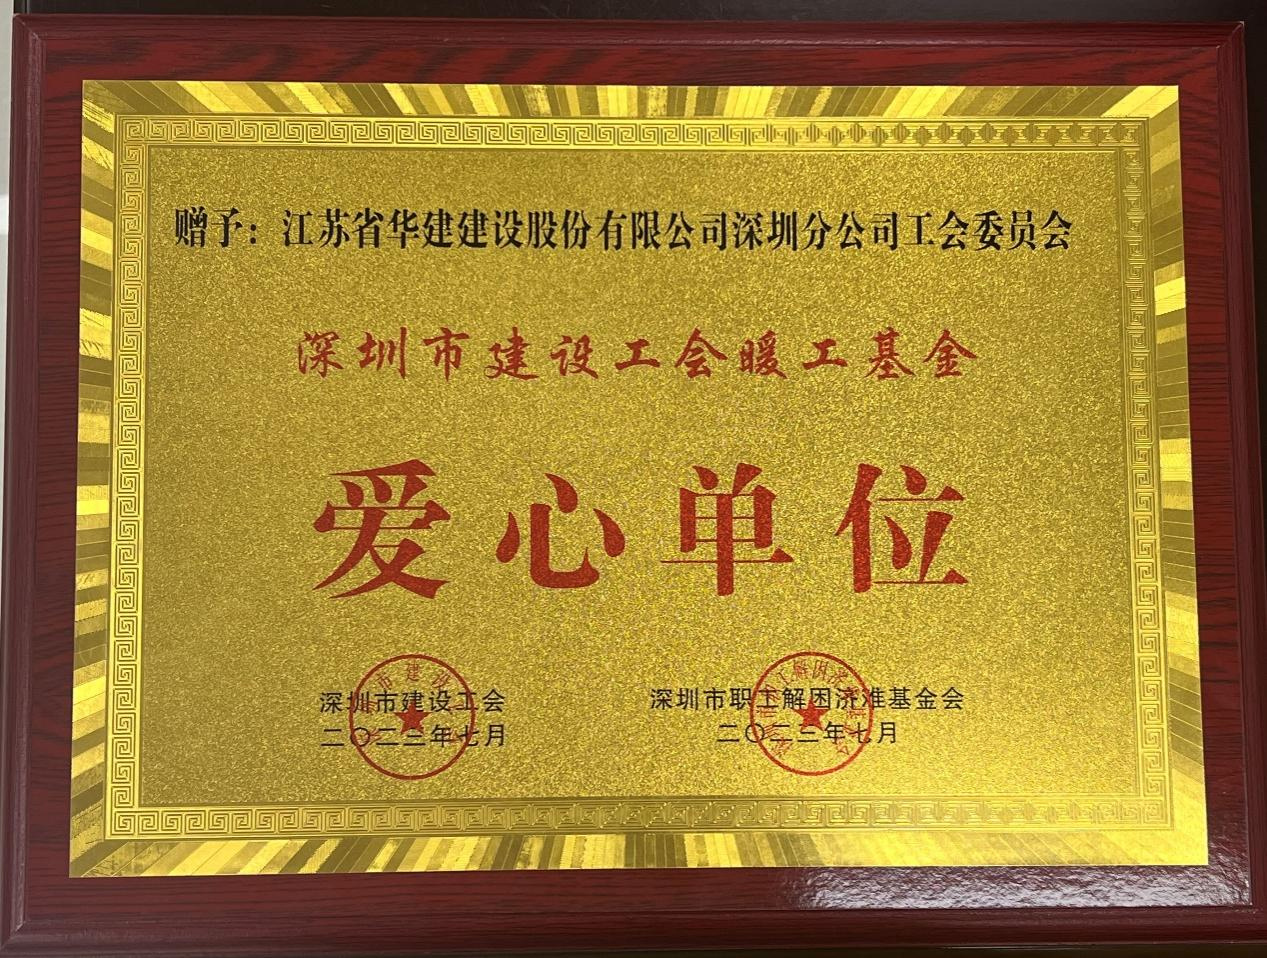 赠予：江苏省华建建设股份有限公司深圳分公司工会委员会
深圳市建设工会暖工基金
爱心单位
深圳市建设工会
二〇二三年七月
深圳市职工解困济难基金会
二〇二三年七月